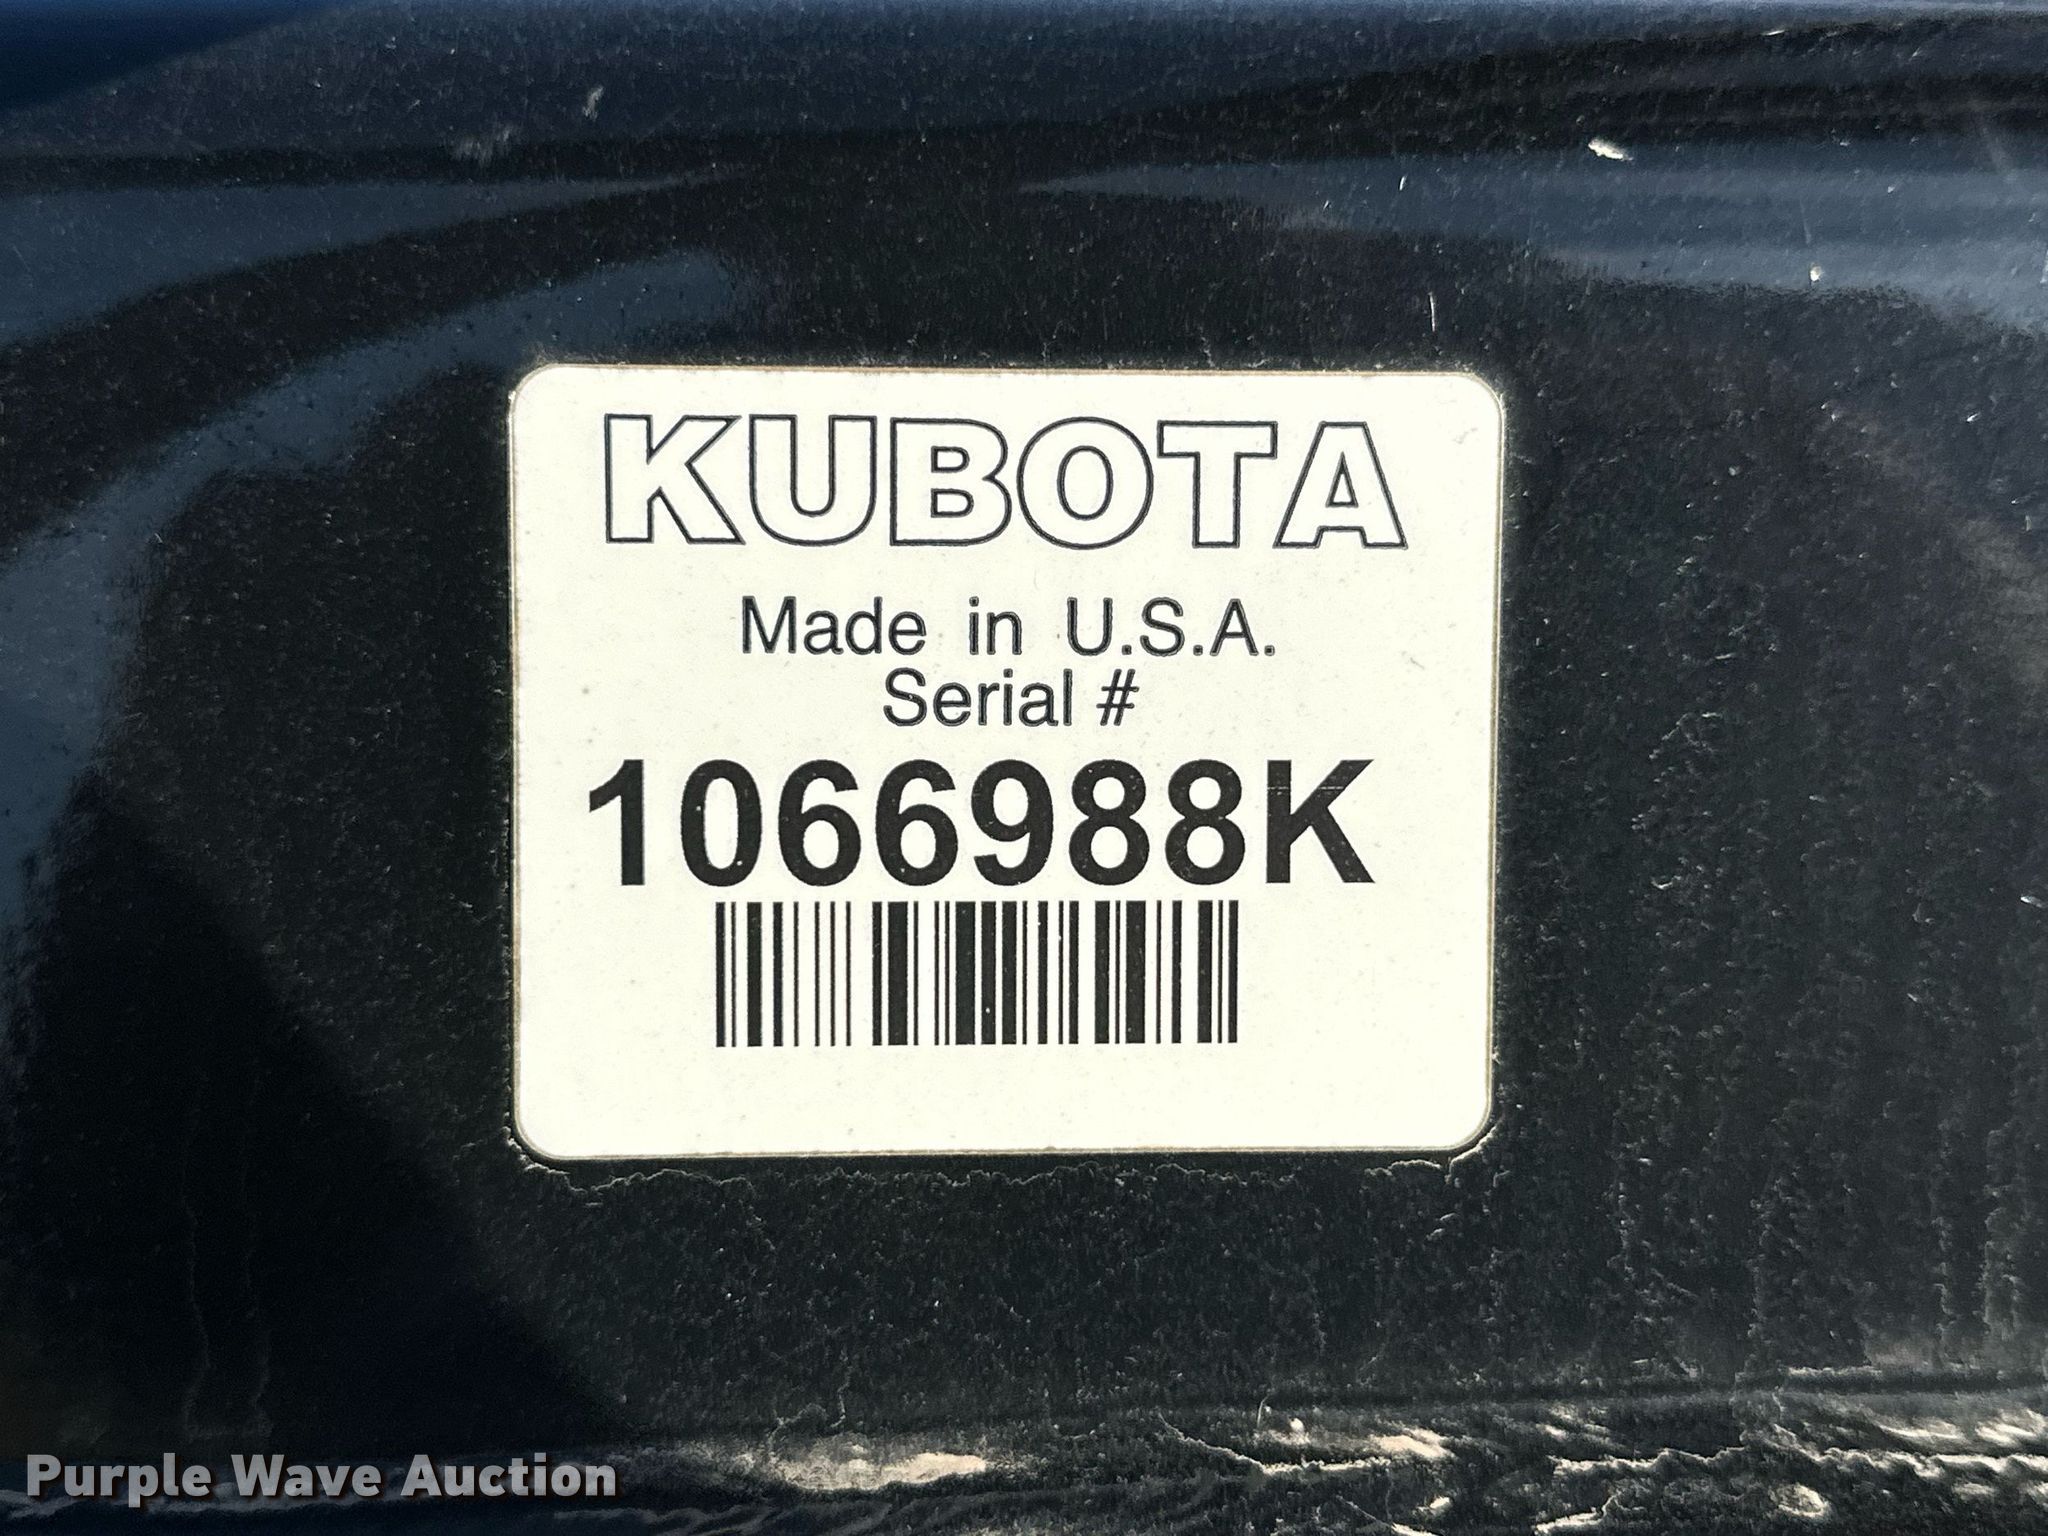 KUBOTA
Made in U.S.A.
Serial #
1066988K
Purple Wave Auction